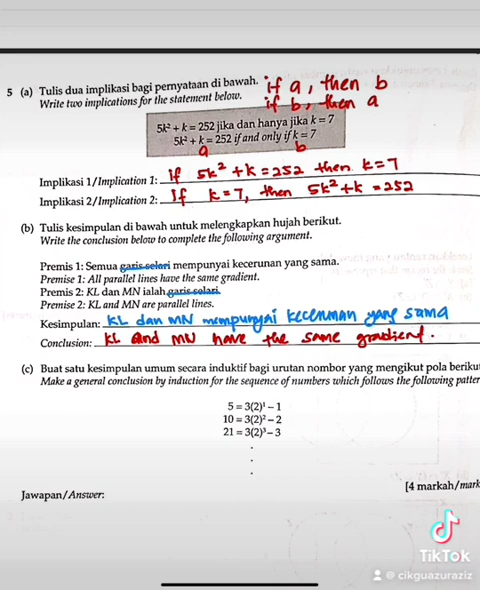 5 (a) Tulis dua implikasi bagi pernyataan di bawah. if a, then b
Write two implications for the statement below. if b, then a
5k² + k = 252 jika dan hanya jika k = 7
5k² + k = 252 if and only if k = 7
a b
Implikasi 1/Implication 1: If 5k² + k = 252 then k = 7
Implikasi 2/Implication 2: If k = 7, then 5k² + k = 252
(b) Tulis kesimpulan di bawah untuk melengkapkan hujah berikut.
Write the conclusion below to complete the following argument.
Premis 1: Semua garis selari mempunyai kecerunan yang sama.
Premise 1: All parallel lines have the same gradient.
Premis 2: KL dan MN ialah garis selari.
Premise 2: KL and MN are parallel lines.
Kesimpulan: KL dan MN mempunyai kecerunan yang sama
Conclusion: KL and MN have the same gradient.
(c) Buat satu kesimpulan umum secara induktif bagi urutan nombor yang mengikut pola beriku
Make a general conclusion by induction for the sequence of numbers which follows the following patter
5 = 3(2)¹ – 1
10 = 3(2)² – 2
21 = 3(2)³ – 3
.
.
.
[4 markah/mark
Jawapan/Answer:
TikTok
@ cikguazuraziz